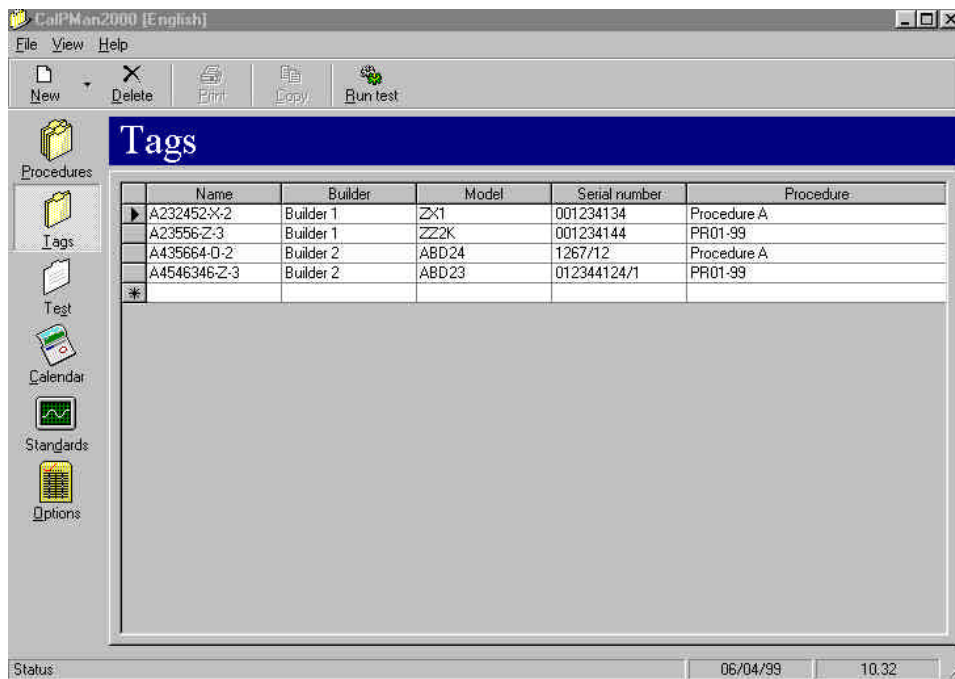 CalPMan2000 [English]
File View Help
New Delete Print Copy Run test
Procedures
Tags
Test
Calendar
Standards
Options
Tags
Name Builder Model Serial number Procedure
A232452-X-2 Builder 1 ZX1 001234134 Procedure A
A23556-Z-3 Builder 1 ZZ2K 001234144 PR01-99
A435664-0-2 Builder 2 ABD24 1267/12 Procedure A
A4546346-Z-3 Builder 2 ABD23 012344124/1 PR01-99
Status 06/04/99 10.32